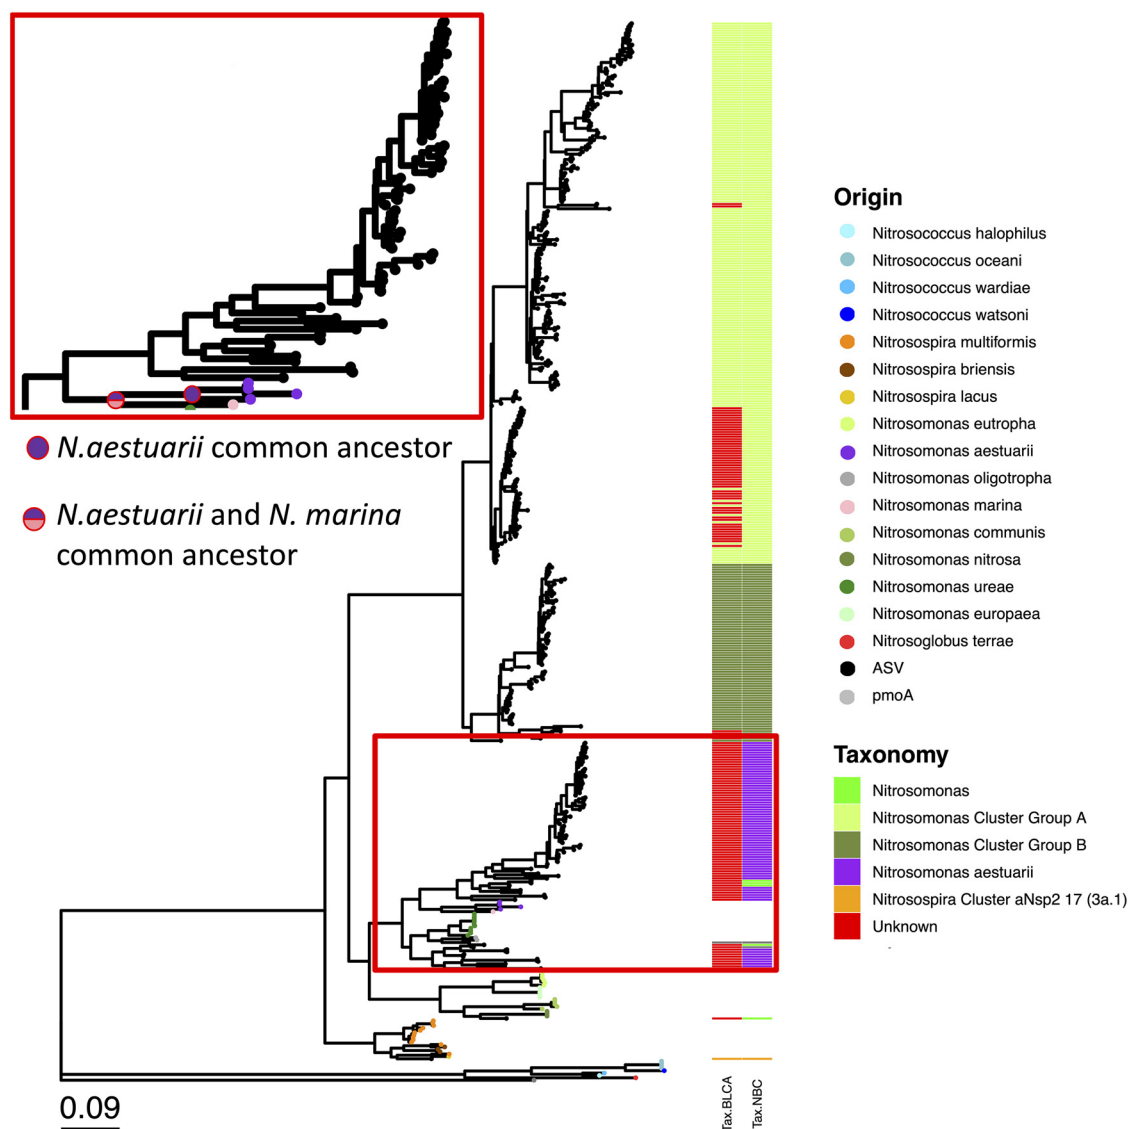 N.aestuarii common ancestor
N.aestuarii and N. marina
common ancestor
Origin
Nitrosococcus halophilus
Nitrosococcus oceani
Nitrosococcus wardiae
Nitrosococcus watsoni
Nitrosospira multiformis
Nitrosospira briensis
Nitrosospira lacus
Nitrosomonas eutropha
Nitrosomonas aestuarii
Nitrosomonas oligotropha
Nitrosomonas marina
Nitrosomonas communis
Nitrosomonas nitrosa
Nitrosomonas ureae
Nitrosomonas europaea
Nitrosoglobus terrae
ASV
pmoA
Taxonomy
Nitrosomonas
Nitrosomonas Cluster Group A
Nitrosomonas Cluster Group B
Nitrosomonas aestuarii
Nitrosospira Cluster aNsp2 17 (3a.1)
Unknown
Tax.BLCA
Tax.NBC
0.09